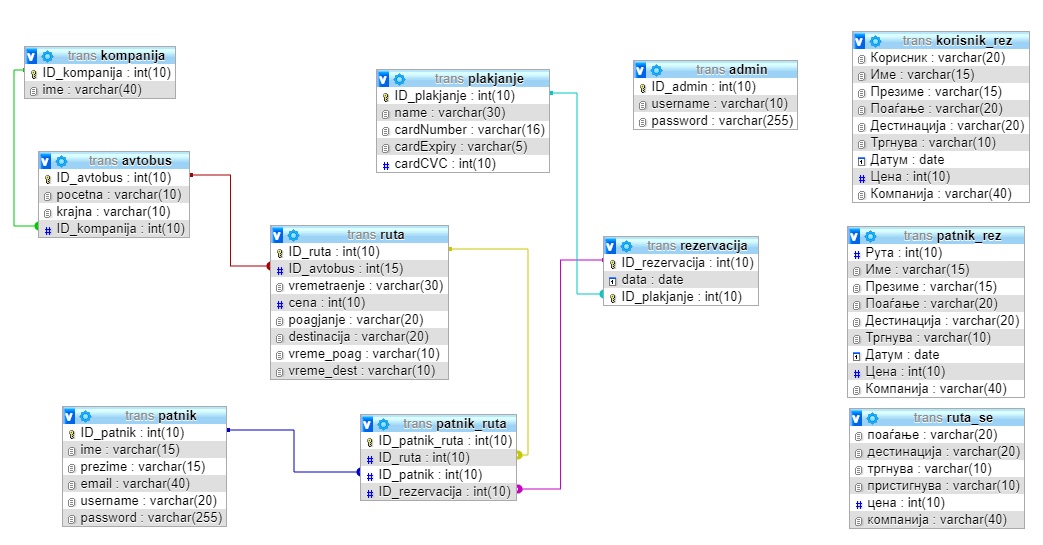 trans kompanija
ID_kompanija : int(10)
ime : varchar(40)
trans avtobus
ID_avtobus : int(10)
pocetna : varchar(10)
krajna : varchar(10)
# ID_kompanija : int(10)
trans plakjanje
ID_plakjanje : int(10)
name : varchar(30)
cardNumber : varchar(16)
cardExpiry : varchar(5)
# cardCVC : int(10)
trans admin
ID_admin : int(10)
username : varchar(10)
password : varchar(255)
trans korisnik_rez
Корисник : varchar(20)
Име : varchar(15)
Презиме : varchar(15)
Поаѓање : varchar(20)
Дестинација : varchar(20)
Тргнува : varchar(10)
Датум : date
# Цена : int(10)
Компанија : varchar(40)
trans ruta
ID_ruta : int(10)
# ID_avtobus : int(15)
vremetraenje : varchar(30)
# cena : int(10)
poagjanje : varchar(20)
destinacija : varchar(20)
vreme_poag : varchar(10)
vreme_dest : varchar(10)
trans rezervacija
ID_rezervacija : int(10)
data : date
ID_plakjanje : int(10)
trans patnik_rez
# Рута : int(10)
Име : varchar(15)
Презиме : varchar(15)
Поаѓање : varchar(20)
Дестинација : varchar(20)
Тргнува : varchar(10)
Датум : date
# Цена : int(10)
Компанија : varchar(40)
trans patnik
ID_patnik : int(10)
ime : varchar(15)
prezime : varchar(15)
email : varchar(40)
username : varchar(20)
password : varchar(255)
trans patnik_ruta
ID_patnik_ruta : int(10)
# ID_ruta : int(10)
# ID_patnik : int(10)
# ID_rezervacija : int(10)
trans ruta_se
поаѓање : varchar(20)
дестинација : varchar(20)
тргнува : varchar(10)
пристигнува : varchar(10)
# цена : int(10)
компанија : varchar(40)